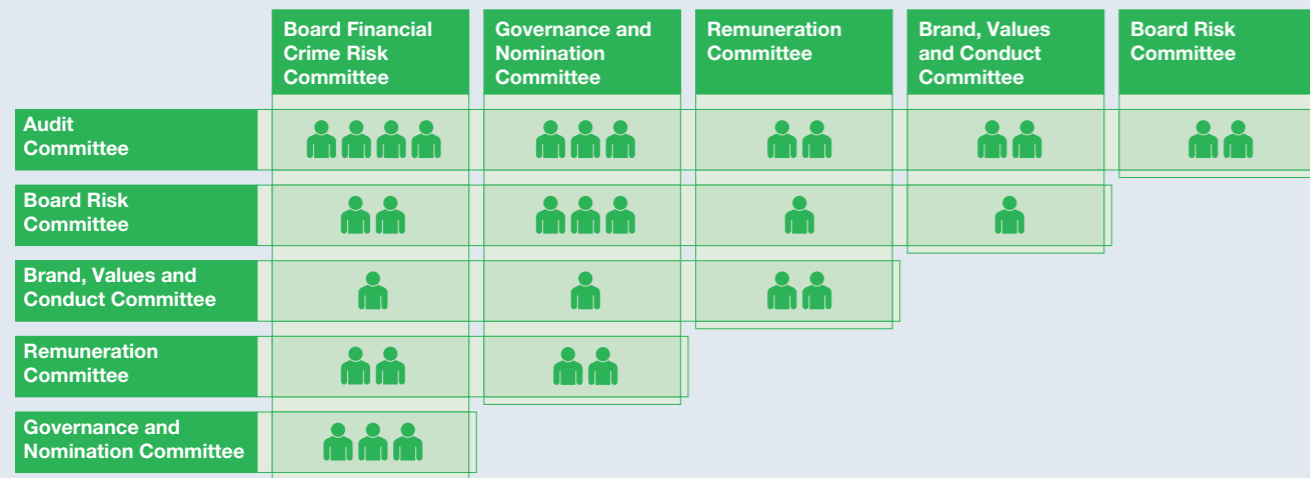 Board Financial
Crime Risk
Committee
Governance and
Nomination
Committee
Remuneration
Committee
Brand, Values
and Conduct
Committee
Board Risk
Committee
Audit
Committee
Board Risk
Committee
Brand, Values and
Conduct Committee
Remuneration
Committee
Governance and
Nomination Committee